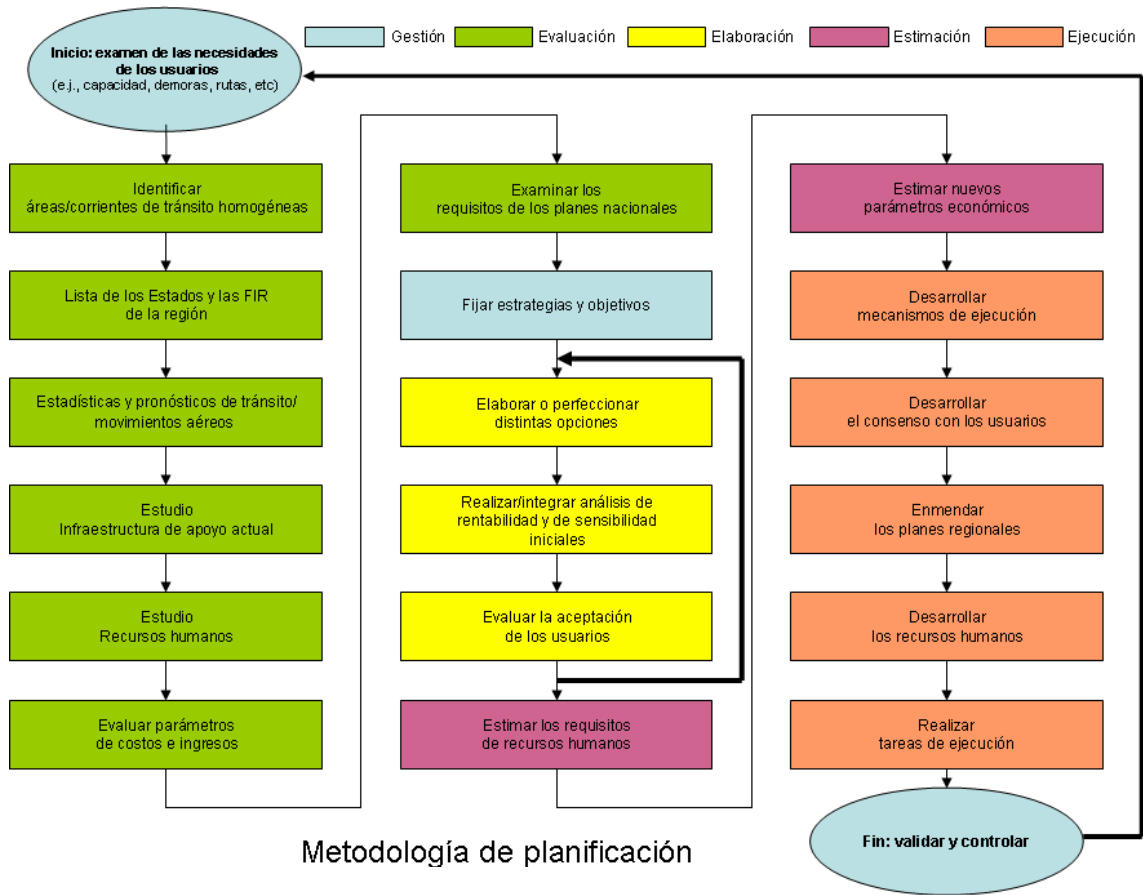 Inicio: examen de las necesidades
de los usuarios
(e.j., capacidad, demoras, rutas, etc)
Gestión
Evaluación
Elaboración
Estimación
Ejecución
Identificar
áreas/corrientes de tránsito homogéneas
Lista de los Estados y las FIR
de la región
Estadísticas y pronósticos de tránsito/
movimientos aéreos
Estudio
Infraestructura de apoyo actual
Estudio
Recursos humanos
Evaluar parámetros
de costos e ingresos
Examinar los
requisitos de los planes nacionales
Fijar estrategias y objetivos
Elaborar o perfeccionar
distintas opciones
Realizar/integrar análisis de
rentabilidad y de sensibilidad
iniciales
Evaluar la aceptación
de los usuarios
Estimar los requisitos
de recursos humanos
Estimar nuevos
parámetros económicos
Desarrollar
mecanismos de ejecución
Desarrollar
el consenso con los usuarios
Enmendar
los planes regionales
Desarrollar
los recursos humanos
Realizar
tareas de ejecución
Fin: validar y controlar
Metodología de planificación